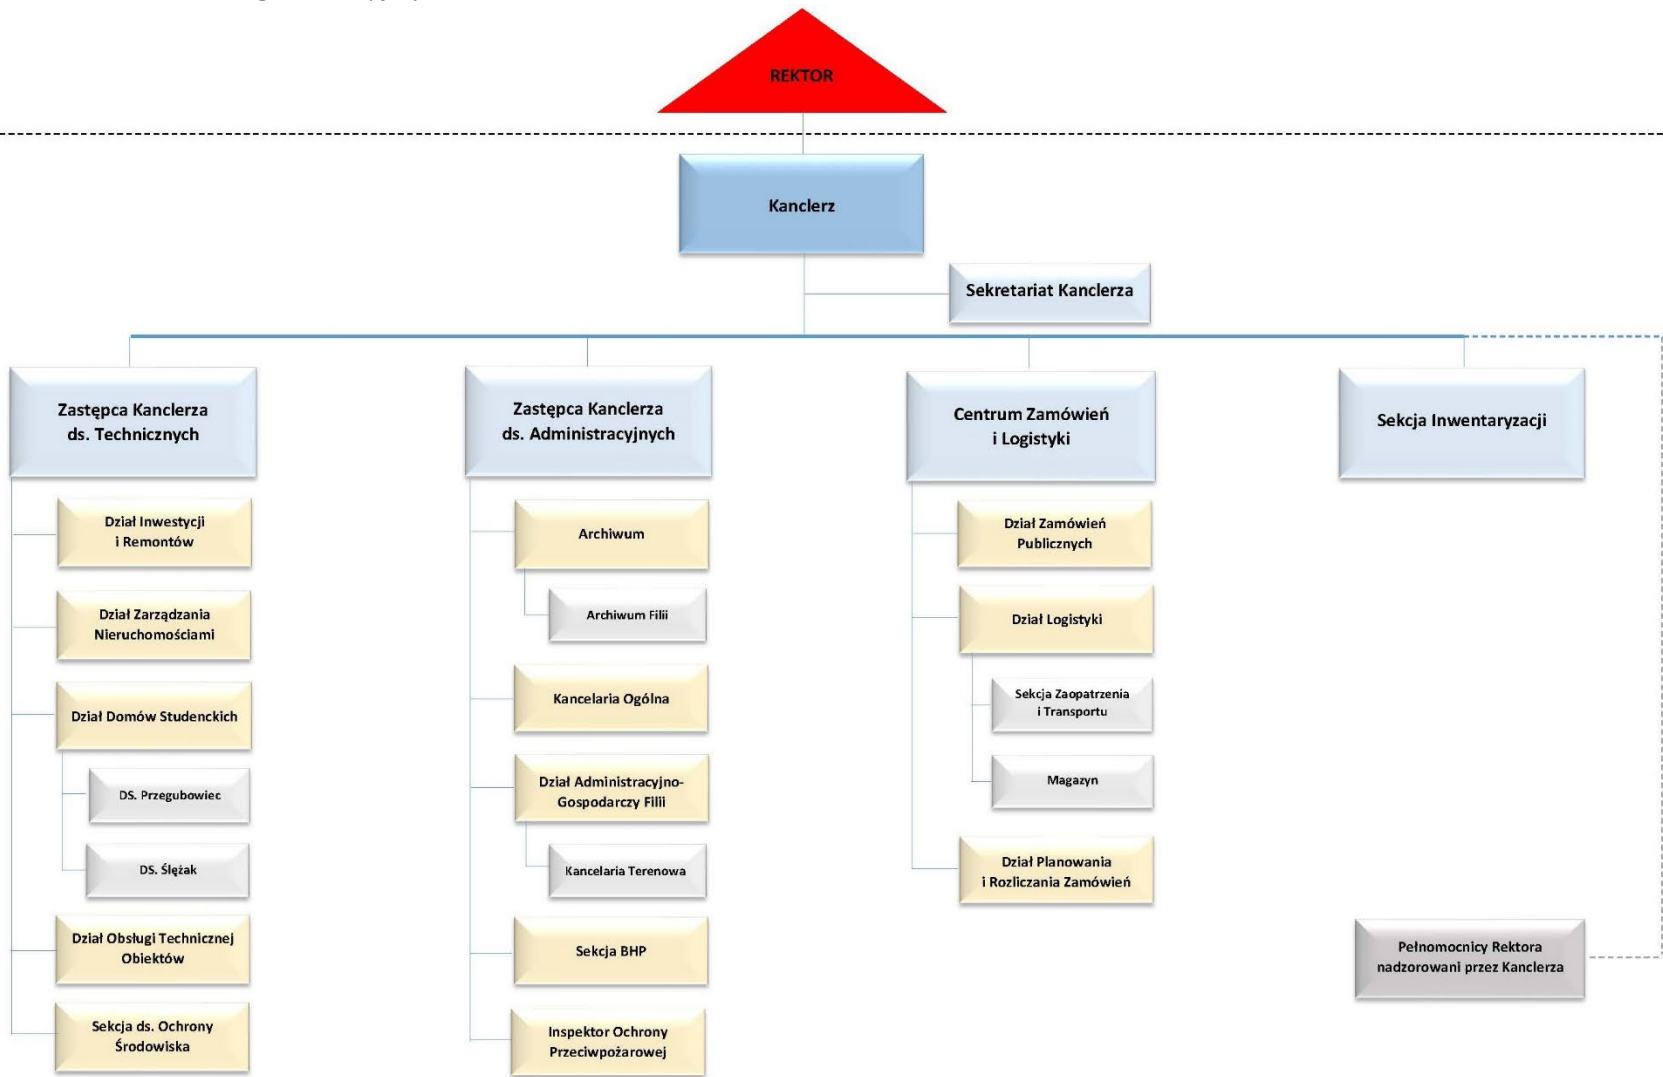 REKTOR
Kanclerz
Sekretariat Kanclerza
Zastępca Kanclerza
ds. Technicznych
Dział Inwestycji
i Remontów
Dział Zarządzania
Nieruchomościami
Dział Domów Studenckich
DS. Przegubowiec
DS. Ślężak
Dział Obsługi Technicznej
Obiektów
Sekcja ds. Ochrony
Środowiska
Zastępca Kanclerza
ds. Administracyjnych
Archiwum
Archiwum Filii
Kancelaria Ogólna
Dział Administracyjno-
Gospodarczy Filii
Kancelaria Terenowa
Sekcja BHP
Inspektor Ochrony
Przeciwpożarowej
Centrum Zamówień
i Logistyki
Dział Zamówień
Publicznych
Dział Logistyki
Sekcja Zaopatrzenia
i Transportu
Magazyn
Dział Planowania
i Rozliczania Zamówień
Sekcja Inwentaryzacji
Pełnomocnicy Rektora
nadzorowani przez Kanclerza